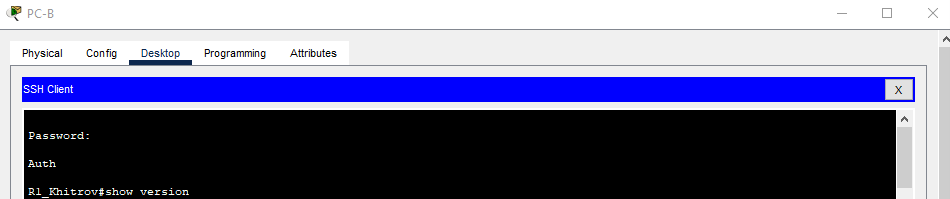 PC-B
Physical Config Desktop Programming Attributes
SSH Client X
Password:
Auth
R1_Khitrov#show version